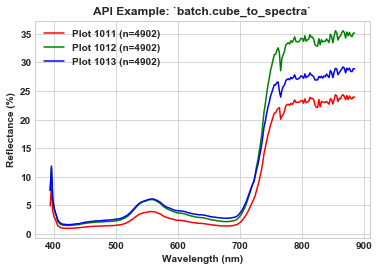 API Example: `batch.cube_to_spectra`
Plot 1011 (n=4902)
Plot 1012 (n=4902)
Plot 1013 (n=4902)
Reflectance (%)
35
30
25
20
15
10
5
0
400
500
600
700
800
900
Wavelength (nm)